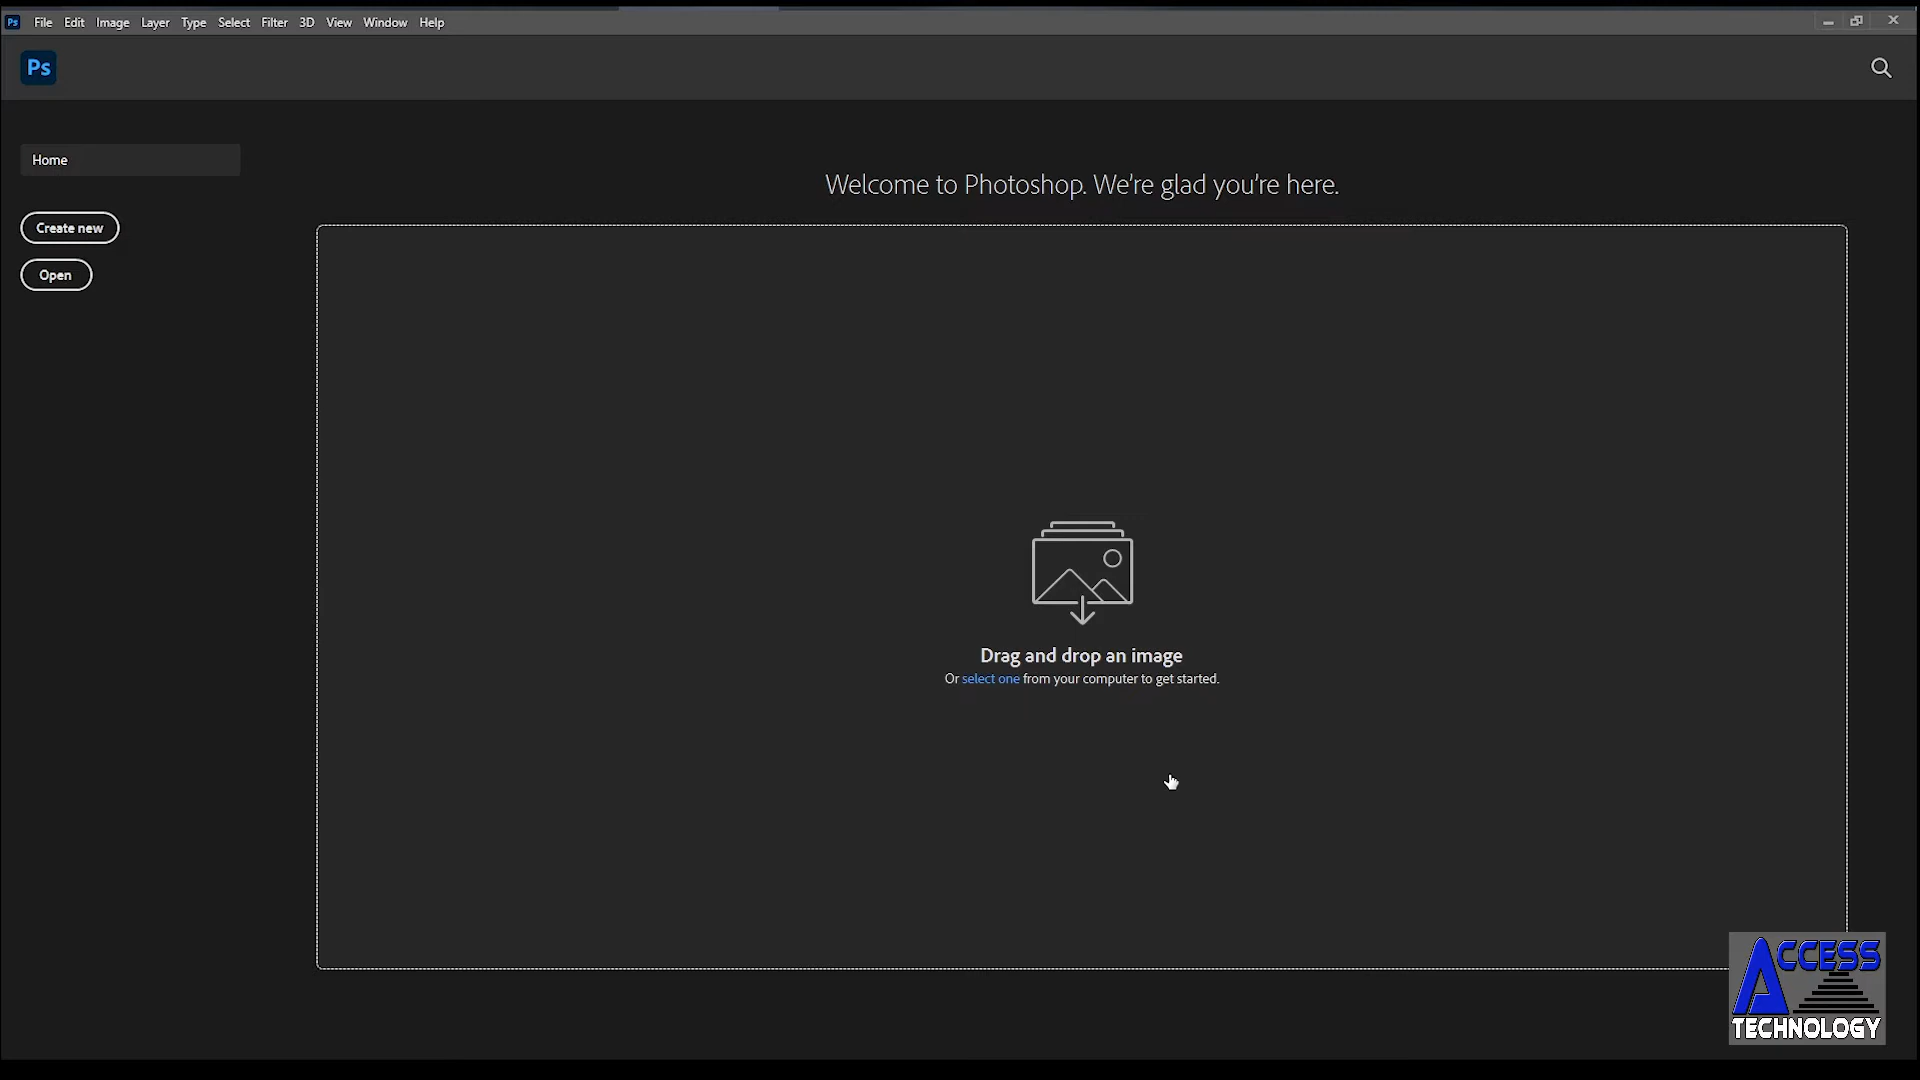 Ps File Edit Image Layer Type Select Filter 3D View Window Help
Ps
Home
Welcome to Photoshop. We're glad you're here.
Create new
Open
Drag and drop an image
Or select one from your computer to get started.
ACCESS
TECHNOLOGY